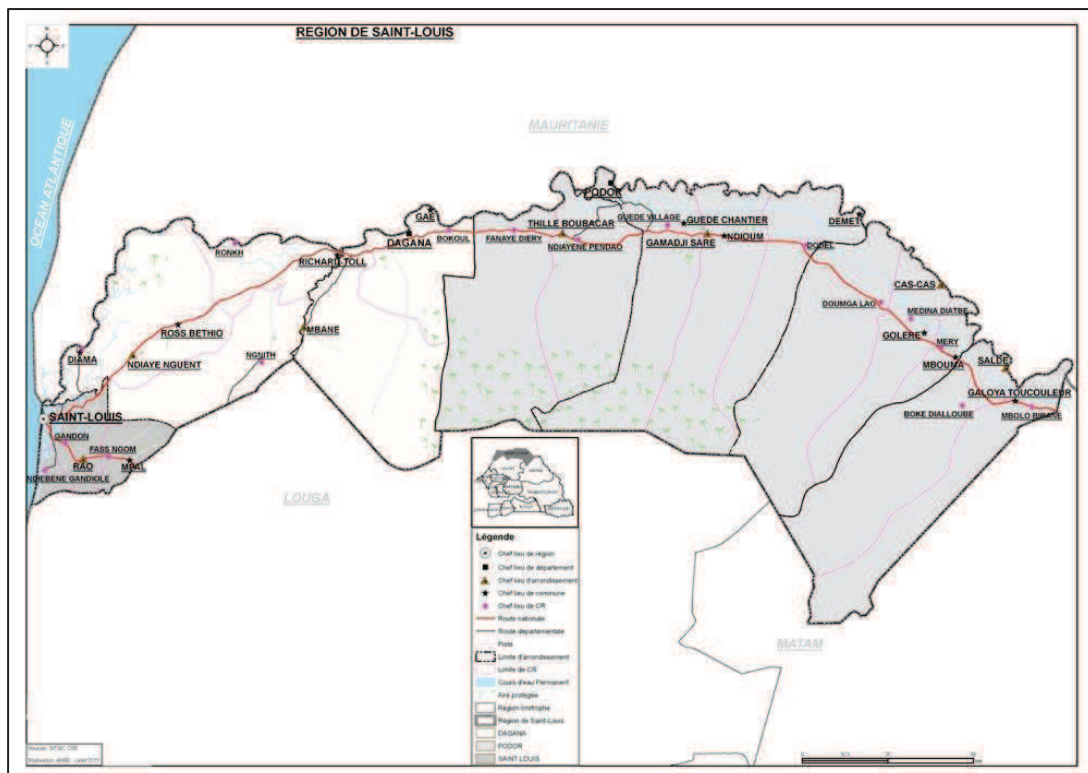 REGION DE SAINT-LOUIS
OCEAN ATLANTIQUE
MAURITANIE
PODOR
GAE
DAGANA
BOKOUL
FANAYE DIERY
THILLE BOUBACAR
NDIAYENE PENDAO
GUEDE VILLAGE
GUEDE CHANTIER
GAMADJI SARE
NDIOUM
DEMET
DODEL
RONKH
RICHARD-TOLL
CAS-CAS
DOUMGA LAO
MEDINA DIATBE
GOLERE
MERY
MBOUMA
SALDE
GALOYA TOUCOULEUR
MBOLO BIRANE
BOKE DIALLOUBE
ROSS BETHIO
MBANE
DIAMA
NDIAYE NGUENT
NGNITH
SAINT-LOUIS
GANDON
FASS NGOM
RAO
MPAL
NDIEBENE GANDIOLE
LOUGA
MATAM
Légende
Chef lieu de région
Chef lieu de département
Chef lieu d'arrondissement
Chef lieu de commune
Chef lieu de CR
Route nationale
Route départementale
Piste
Limite d'arrondissement
Limite de CR
Cours d'eau Permanent
Aire protégée
Région limitrophe
Région de Saint-Louis
DAGANA
PODOR
SAINT LOUIS